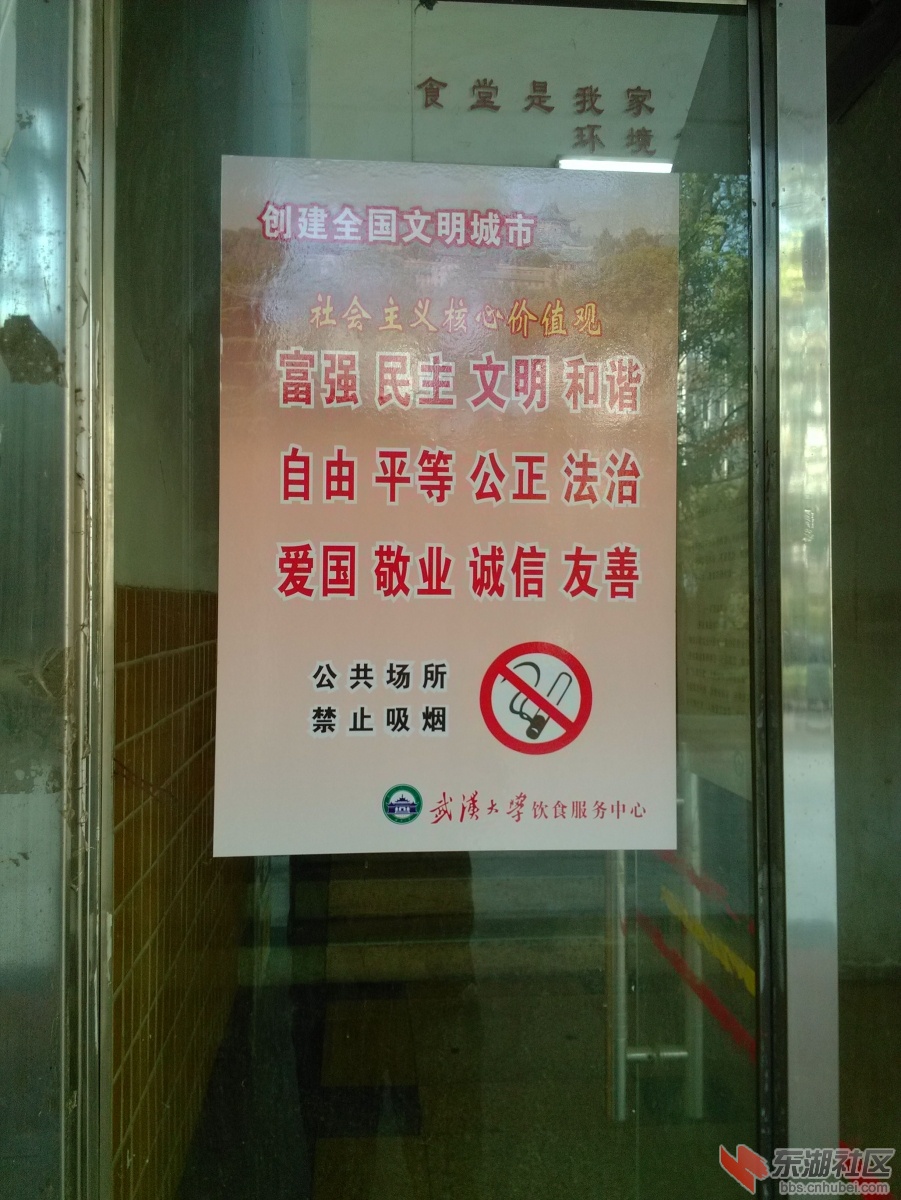 食堂是我家
环境
创建全国文明城市
社会主义核心价值观
富强 民主 文明 和谐
自由 平等 公正 法治
爱国 敬业 诚信 友善
公共场所
禁止吸烟
武漢大学 饮食服务中心
东湖社区
bbs.cnhubei.com